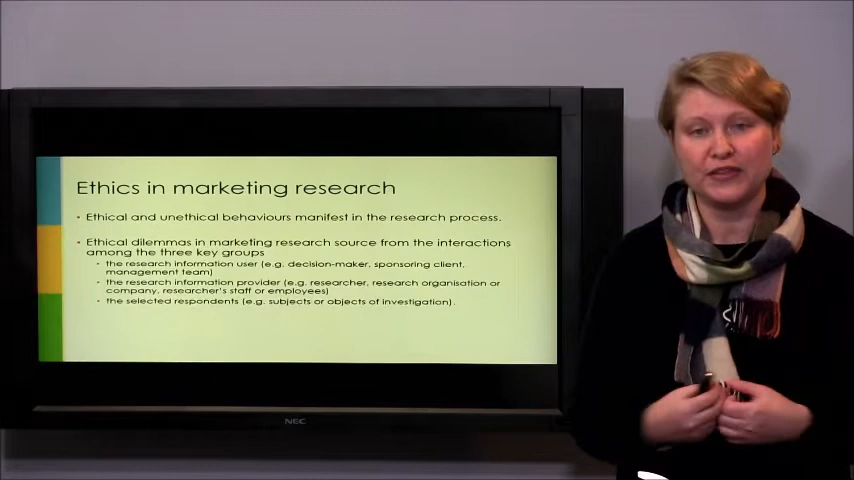 Ethics in marketing research
• Ethical and unethical behaviours manifest in the research process.
• Ethical dilemmas in marketing research source from the interactions
among the three key groups
- the research information user (e.g. decision-maker, sponsoring client,
management team)
- the research information provider (e.g. researcher, research organisation or
company, researcher's staff or employees)
- the selected respondents (e.g. subjects or objects of investigation).
NEC